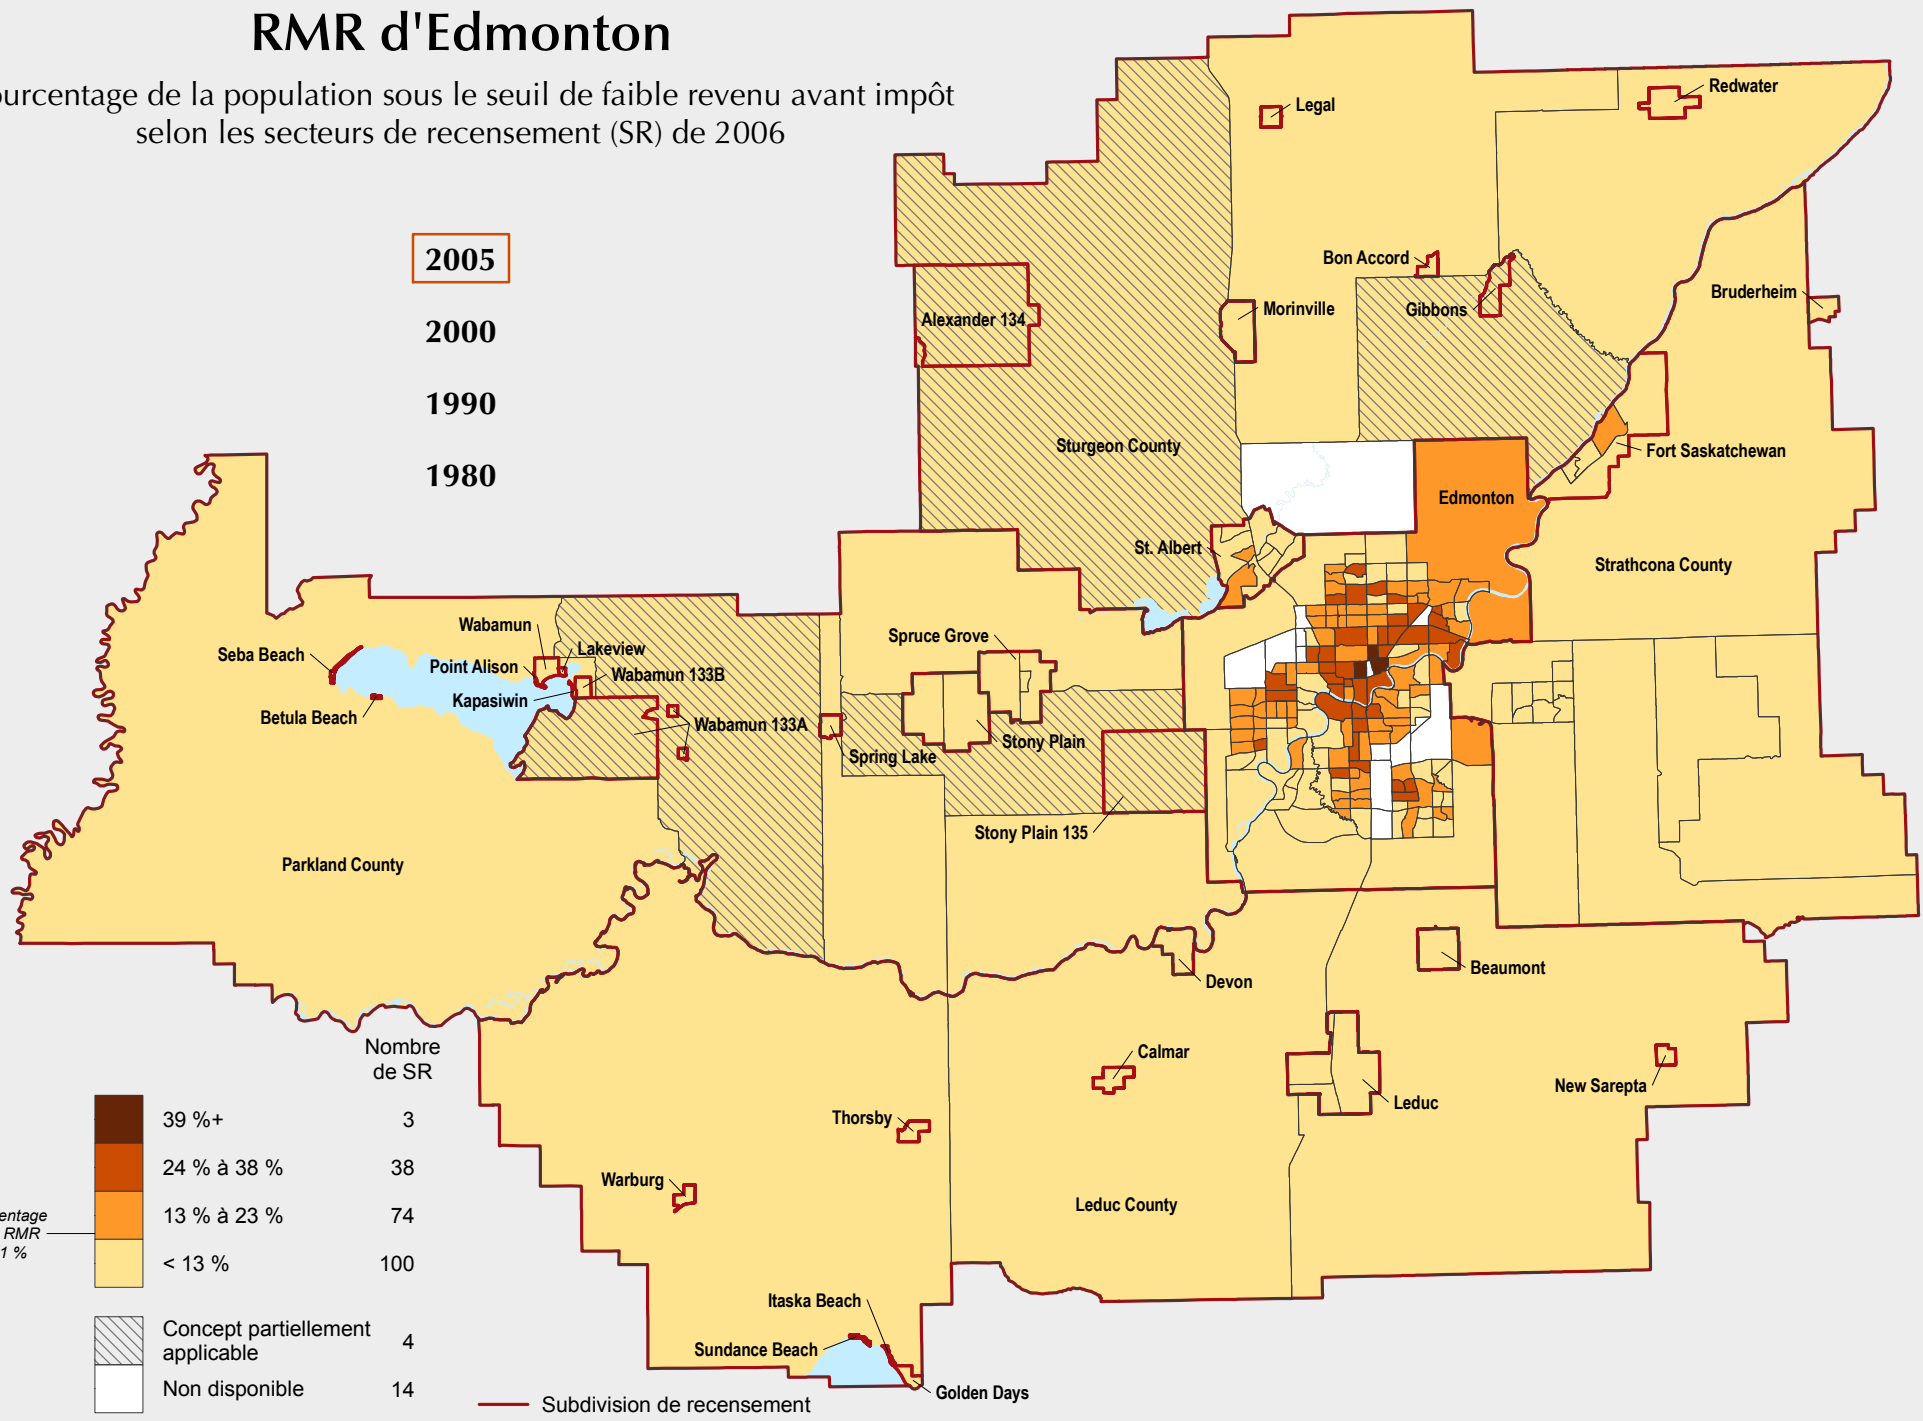 RMR d'Edmonton
de la population sous le seuil de faible revenu avant impôt
selon les secteurs de recensement (SR) de 2006
2005
2000
1990
1980
Legal
Redwater
Bon Accord
Gibbons
Bruderheim
Morinville
Alexander 134
Sturgeon County
Fort Saskatchewan
Edmonton
St. Albert
Strathcona County
Wabamun
Lakeview
Spruce Grove
Seba Beach
Point Alison
Wabamun 133B
Kapasiwin
Betula Beach
Wabamun 133A
Stony Plain
Spring Lake
Stony Plain 135
Parkland County
Devon
Beaumont
Calmar
New Sarepta
Leduc
Thorsby
Warburg
Leduc County
Itaska Beach
Sundance Beach
Golden Days
Nombre
de SR
39 %+ 3
24 % à 38 % 38
13 % à 23 % 74
RMR
1 %
< 13 % 100
Concept partiellement
applicable 4
Non disponible 14
Subdivision de recensement